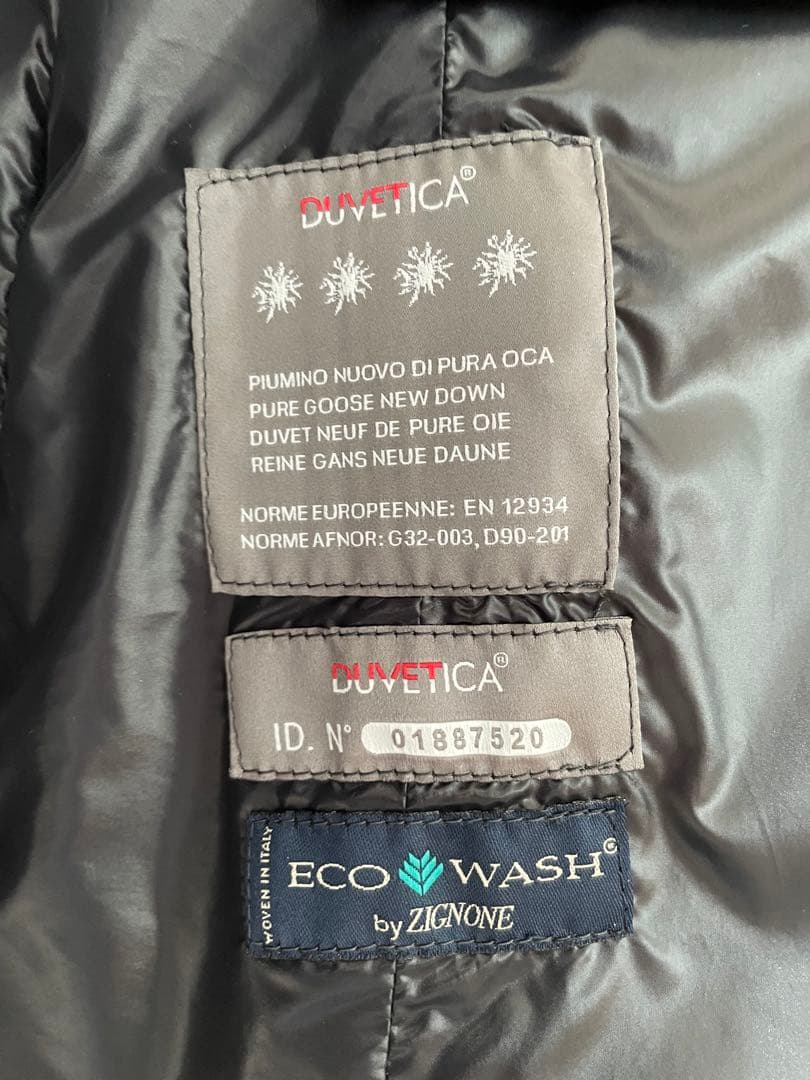 DUVETICA®
PIUMINO NUOVO DI PURA OCA
PURE GOOSE NEW DOWN
DUVET NEUF DE PURE OIE
REINE GANS NEUE DAUNE
NORME EUROPEENNE: EN 12934
NORME AFNOR: G32-003, D90-201
DUVETICA®
ID. N° 01887520
WOVEN IN ITALY
ECO WASH®
by ZIGNONE